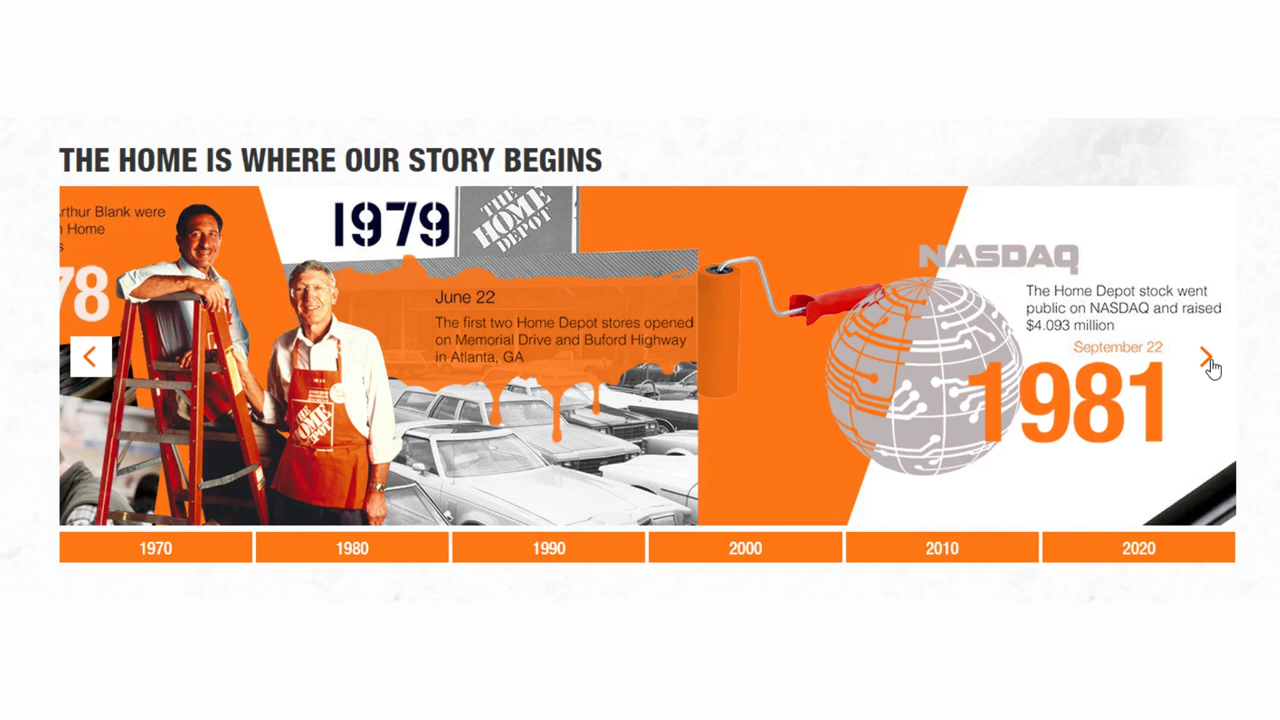 THE HOME IS WHERE OUR STORY BEGINS
rthur Blank were
Home
78
1979
THE
HOME
DEPOT
June 22
The first two Home Depot stores opened
on Memorial Drive and Buford Highway
in Atlanta, GA
THE
HOME
DEPOT
NASDAQ
The Home Depot stock went
public on NASDAQ and raised
$4.093 million
September 22
1981
1970
1980
1990
2000
2010
2020